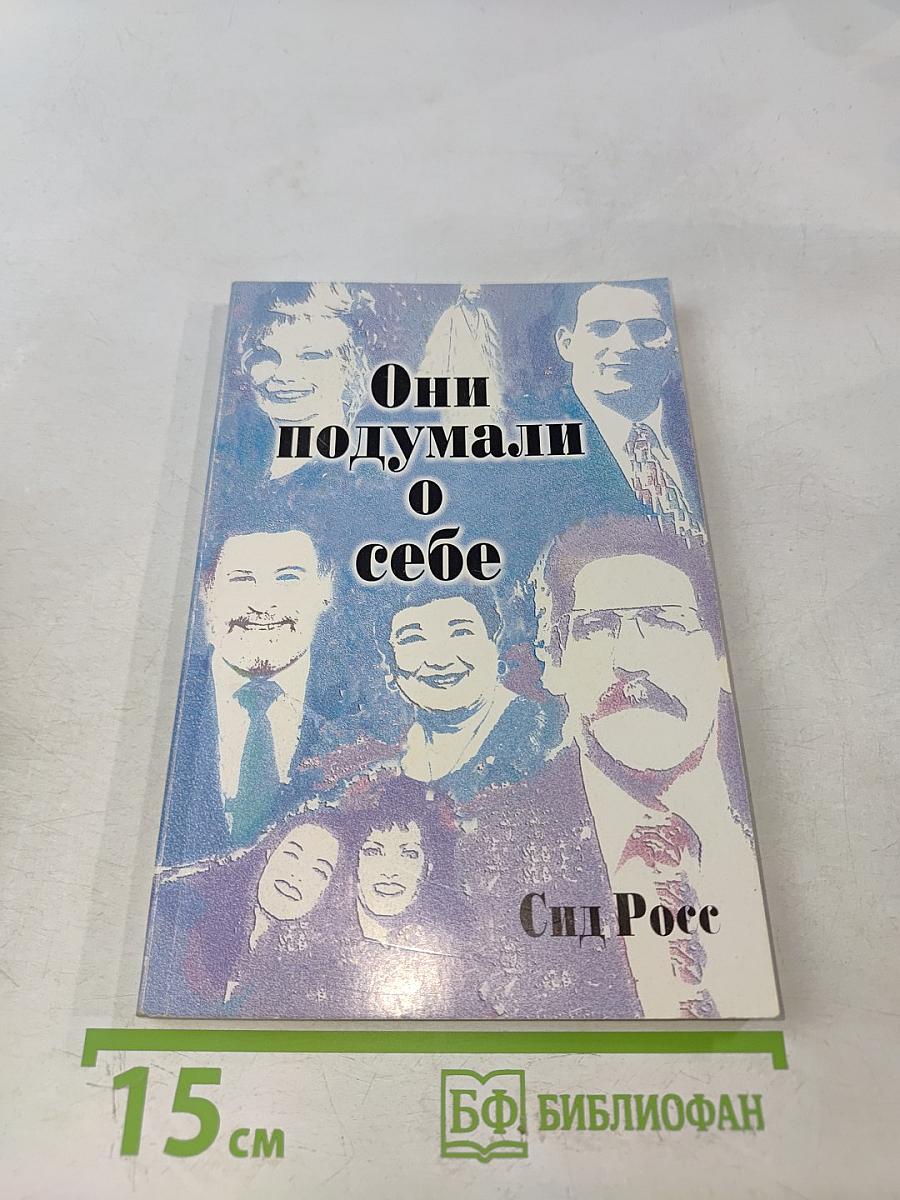 Они
подумали
о
себе
Сид Росс
15 см
БФ БИБЛИОФАН